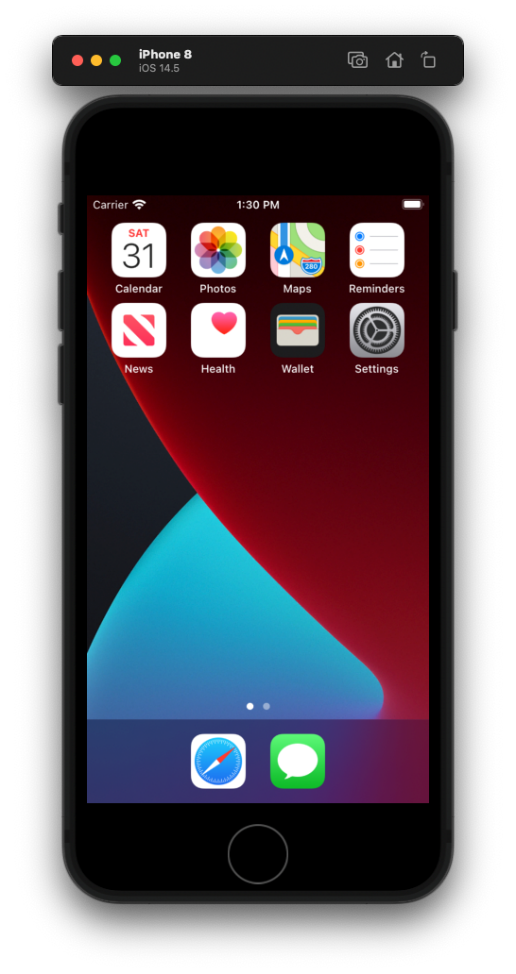 iPhone 8
iOS 14.5
Carrier 1:30 PM
SAT
31
280
Calendar Photos Maps Reminders
News Health Wallet Settings